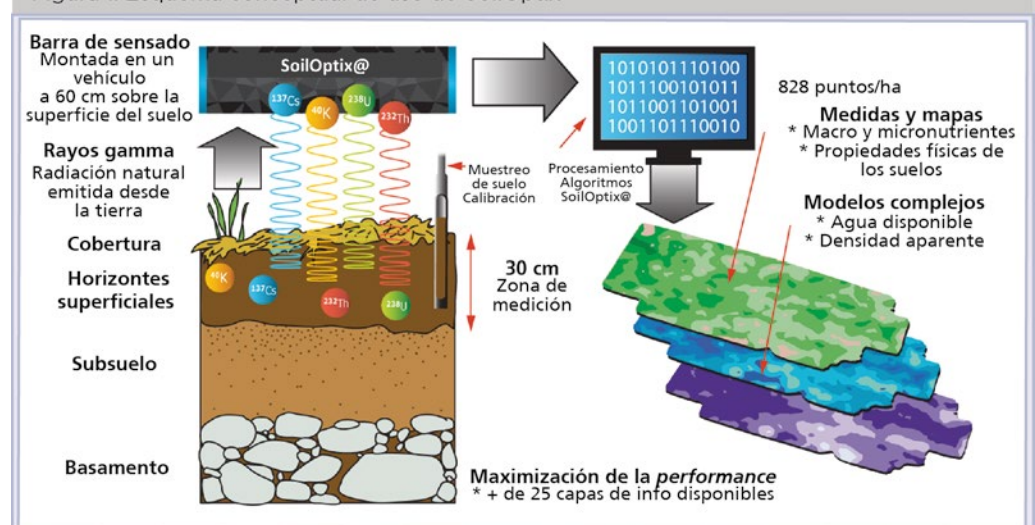 Barra de sensado
Montada en un
vehículo
a 60 cm sobre la
superficie del suelo
SoilOptix@
137Cs
40K
238U
232Th
Rayos gamma
Radiación natural
emitida desde
la tierra
Muestreo
de suelo
Calibración
1010101110100
1011100101011
1011001101001
1001101110010
Procesamiento
Algoritmos
SoilOptix@
828 puntos/ha
Medidas y mapas
* Macro y micronutrientes
* Propiedades físicas de
los suelos
Modelos complejos
* Agua disponible
* Densidad aparente
Cobertura
Horizontes
superficiales
40K
137Cs
232Th
238U
30 cm
Zona de
medición
Subsuelo
Basamento
Maximización de la performance
* + de 25 capas de info disponibles